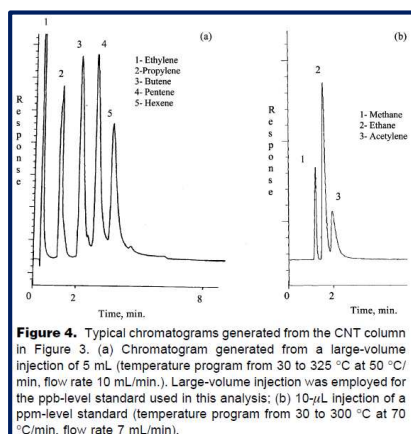 1
(a)
3
4
2
5
1- Ethylene
2-Propylene
3- Butene
4- Pentene
5- Hexene
Response
0
2
8
Time, min.
(b)
2
1- Methane
2- Ethane
3- Acetylene
1
3
Response
0
2
Time, min.
Figure 4. Typical chromatograms generated from the CNT column
in Figure 3. (a) Chromatogram generated from a large-volume
injection of 5 mL (temperature program from 30 to 325 °C at 50 °C/
min, flow rate 10 mL/min.). Large-volume injection was employed for
the ppb-level standard used in this analysis; (b) 10-μL injection of a
ppm-level standard (temperature program from 30 to 300 °C at 70
°C/min, flow rate 7 mL/min).